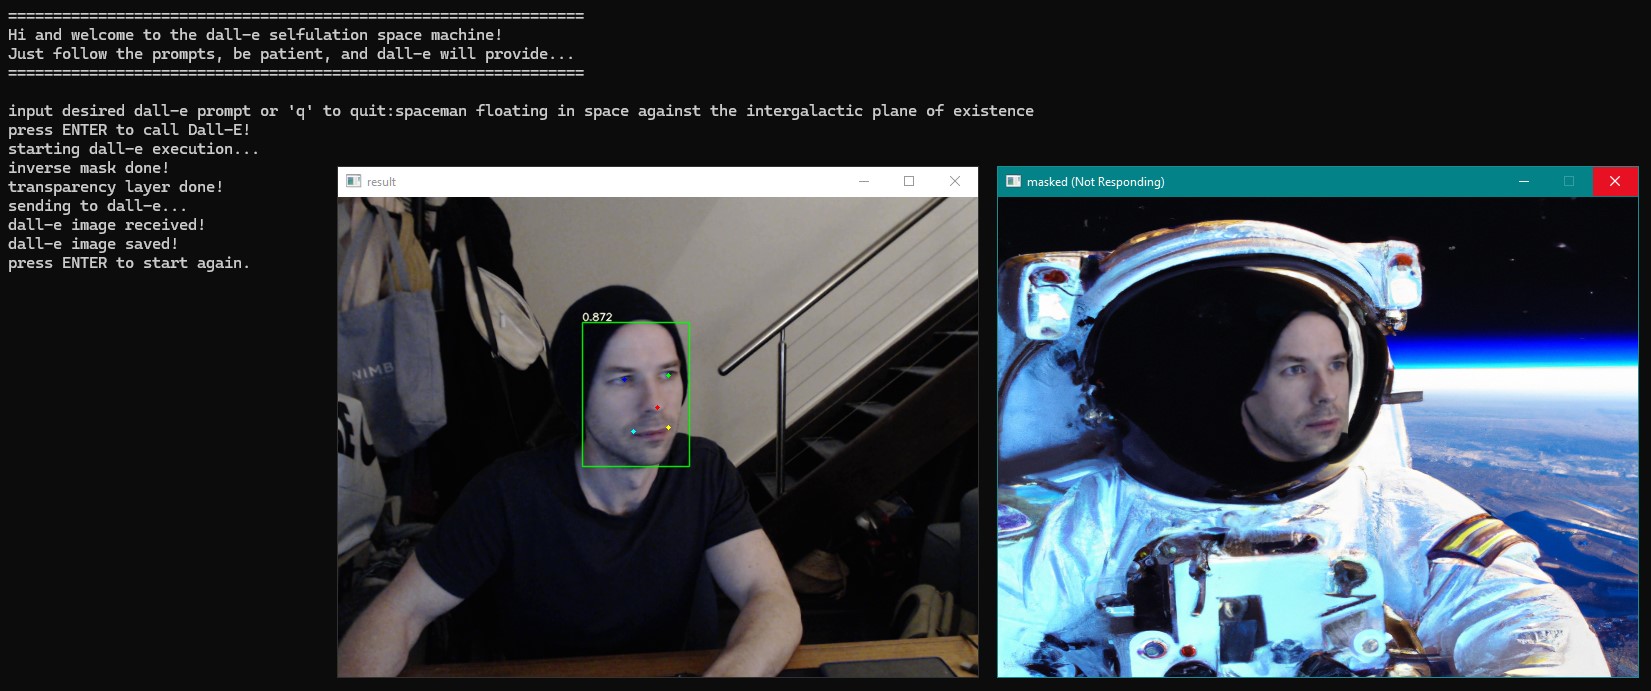 ================================================================
Hi and welcome to the dall-e selfulation space machine!
Just follow the prompts, be patient, and dall-e will provide...
================================================================
input desired dall-e prompt or 'q' to quit:spaceman floating in space against the intergalactic plane of existence
press ENTER to call Dall-E!
starting dall-e execution...
inverse mask done!
transparency layer done!
sending to dall-e...
dall-e image received!
dall-e image saved!
press ENTER to start again.
result
masked (Not Responding)
0.872
NIMB